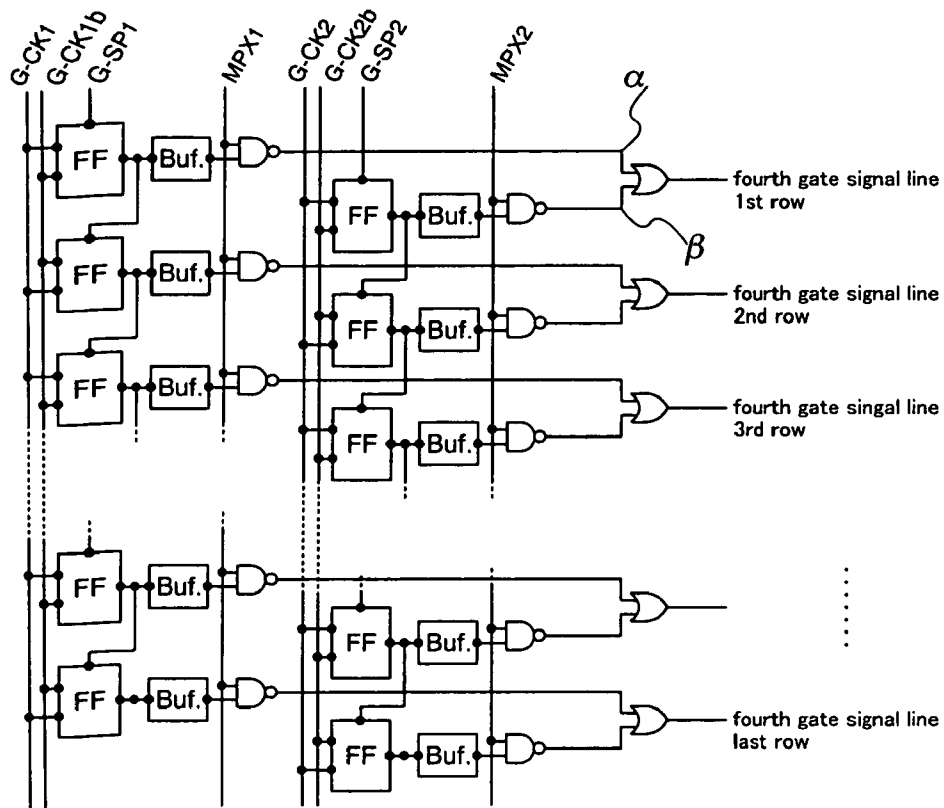 G-CK1
G-CK1b
G-SP1
MPX1
G-CK2
G-CK2b
G-SP2
MPX2
α
FF
Buf.
fourth gate signal line
1st row
FF
Buf.
β
FF
Buf.
fourth gate signal line
2nd row
FF
Buf.
FF
Buf.
fourth gate singal line
3rd row
FF
Buf.
FF
Buf.
FF
Buf.
FF
Buf.
fourth gate signal line
last row
FF
Buf.